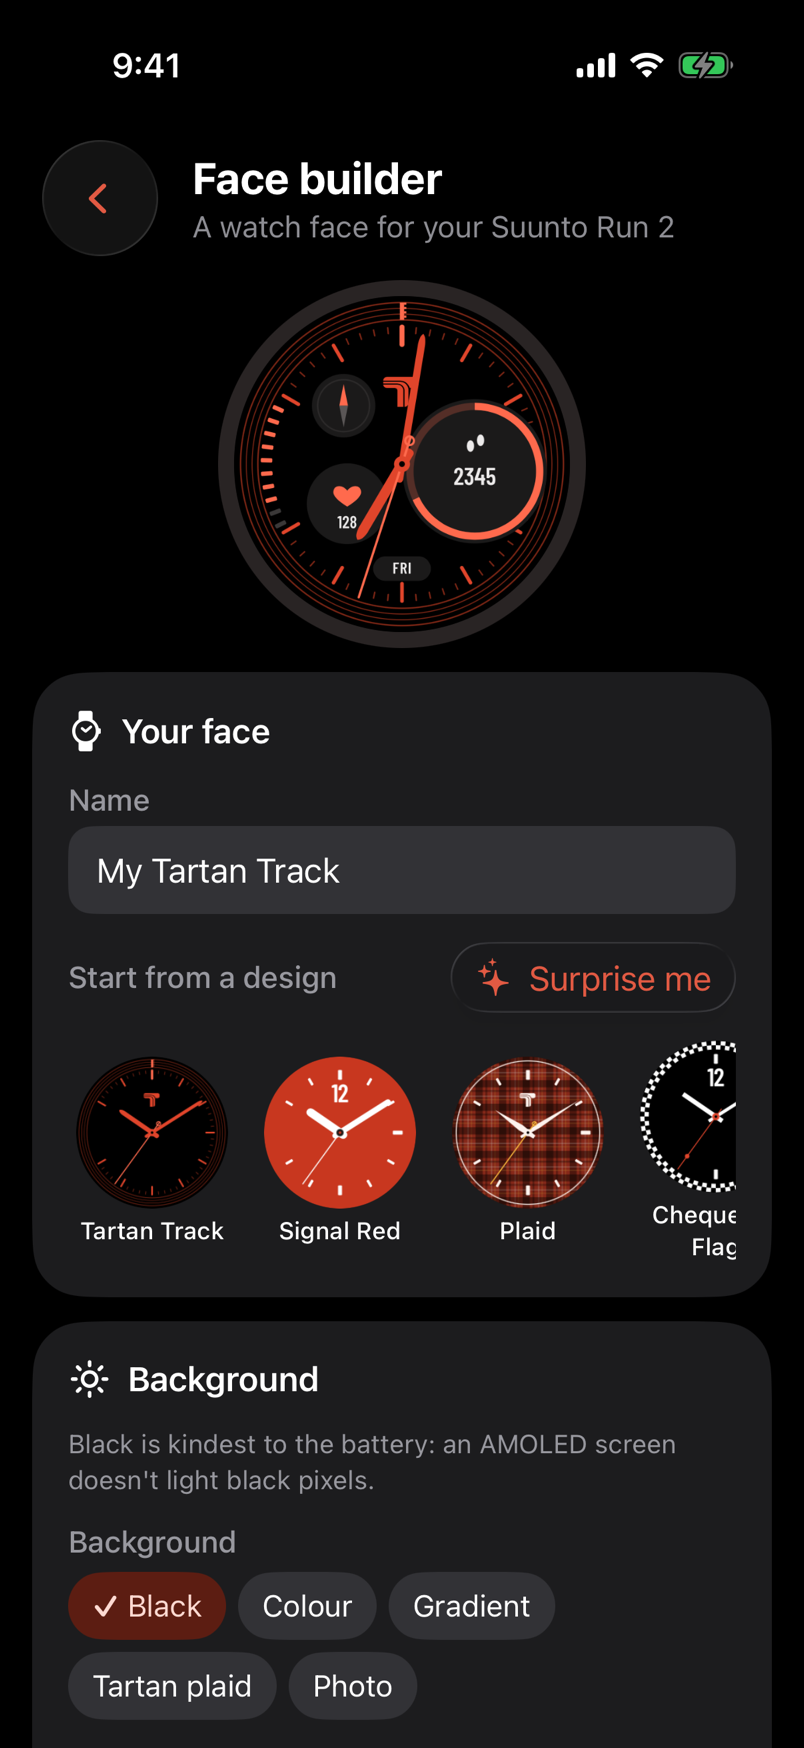 9:41
Face builder
A watch face for your Suunto Run 2
2345
128
FRI
Your face
Name
My Tartan Track
Start from a design
Surprise me
12
12
Tartan Track
Signal Red
Plaid
Cheque
Flag
Background
Black is kindest to the battery: an AMOLED screen
doesn't light black pixels.
Background
Black
Colour
Gradient
Tartan plaid
Photo